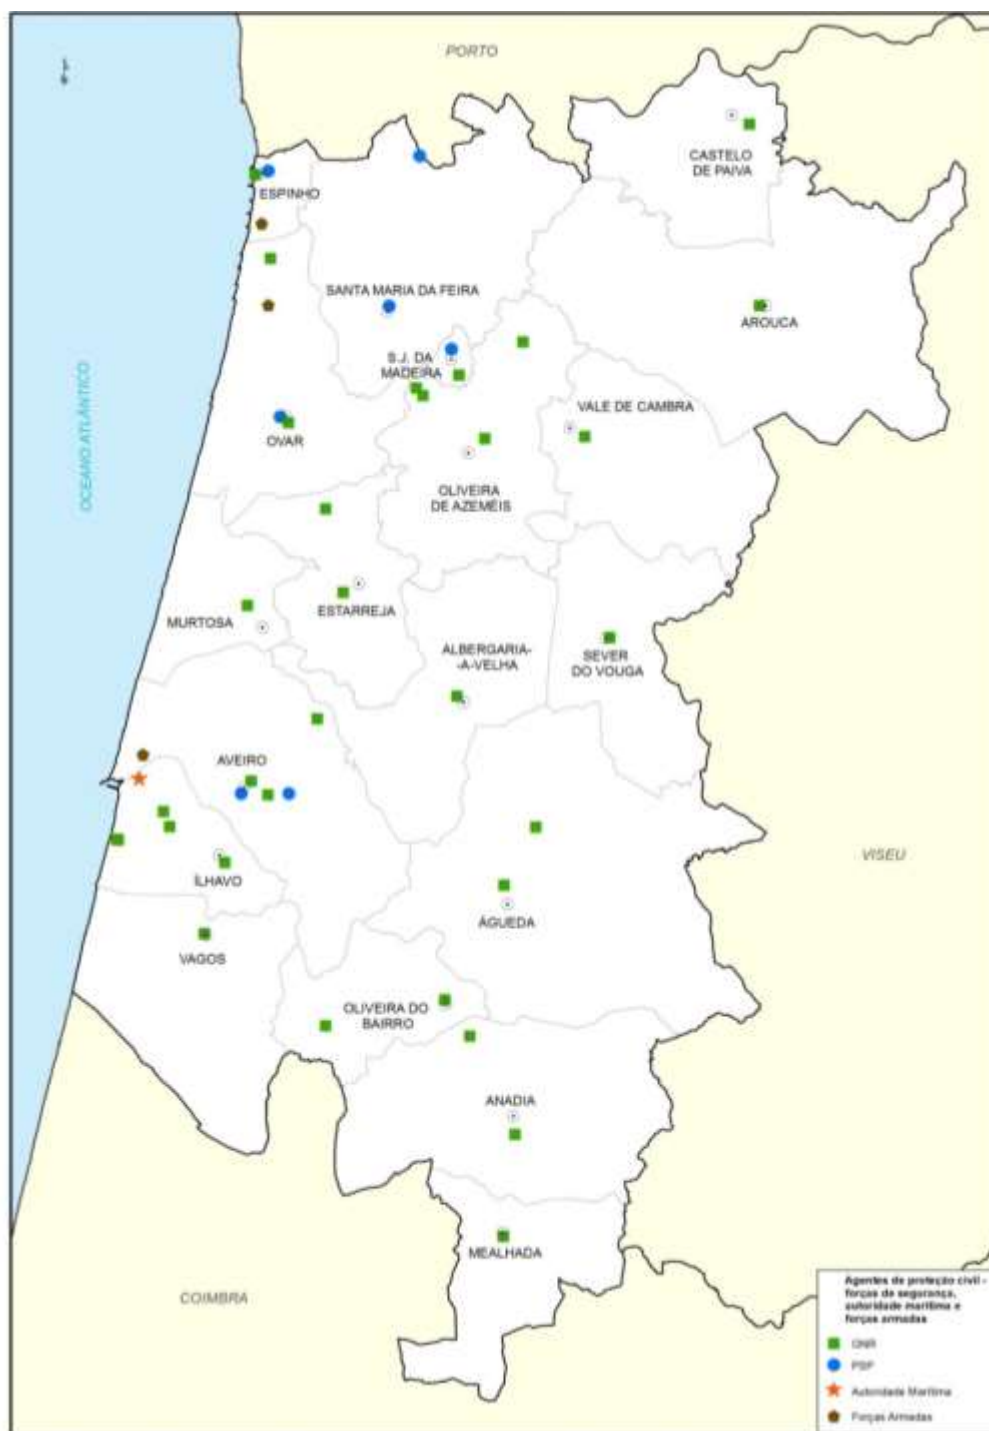 PORTO
CASTELO
DE PAIVA
ESPINHO
SANTA MARIA DA FEIRA
AROUCA
S.J. DA
MADEIRA
VALE DE CAMBRA
OCEANO ATLÂNTICO
OVAR
OLIVEIRA
DE AZEMÉIS
ESTARREJA
MURTOSA
ALBERGARIA-
-A-VELHA
SEVER
DO VOUGA
AVEIRO
VISEU
ÍLHAVO
ÁGUEDA
VAGOS
OLIVEIRA DO
BAIRRO
ANADIA
MEALHADA
COIMBRA
Agentes de proteção civil -
forças de segurança,
autoridade marítima e
forças armadas
GNR
PSP
Autoridade Marítima
Forças Armadas